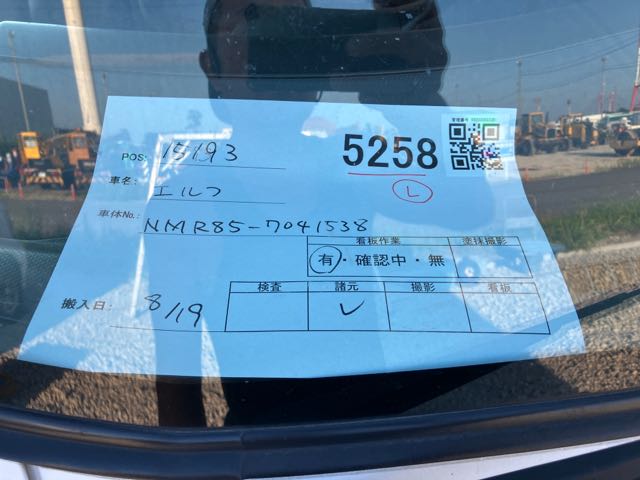 POS: 15193
5258
Ⓛ
車名: エルフ
車体No.: NMR85-7041538
看板作業 塗抹撮影
有・確認中・無
検査 諸元 撮影 看板
搬入日: 8/19 レ